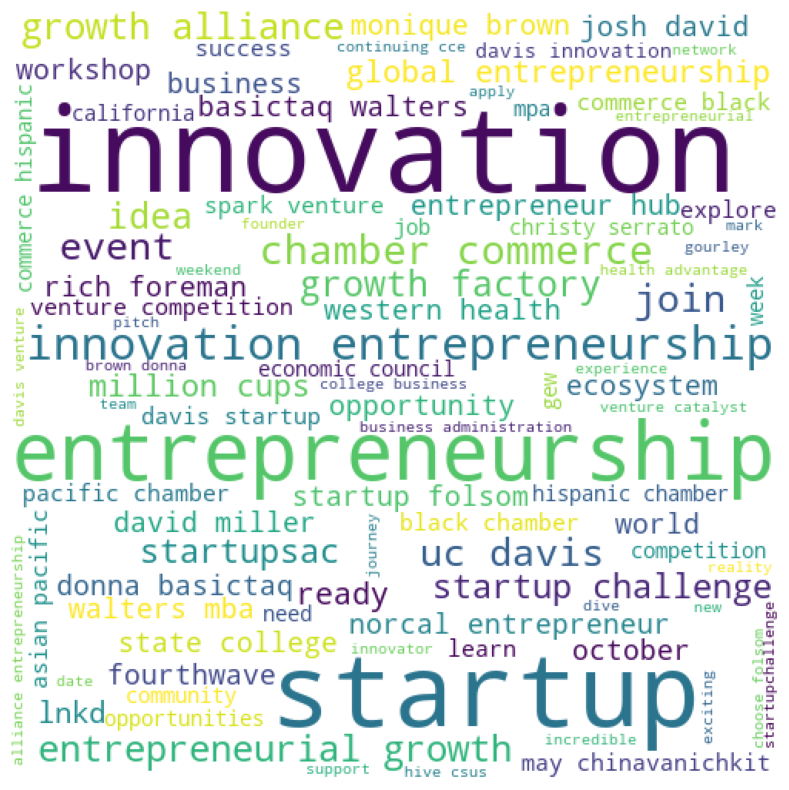 growth alliance
monique brown
josh david
success
continuing cce
davis innovation
network
workshop
business
global entrepreneurship
california
basictaq walters
apply
mpa
commerce black
entrepreneurial
commerce hispanic
innovation
idea
spark venture
entrepreneur hub
explore
founder
job
christy serrato
mark
event
chamber commerce
gourley
weekend
health advantage
rich foreman
growth factory
join
week
venture competition
western health
pitch
davis venture
innovation entrepreneurship
brown donna
economic council
experience
million cups
college business
gew
ecosystem
team
davis startup
opportunity
venture catalyst
business administration
entrepreneurship
pacific chamber
startup folsom
hispanic chamber
david miller
black chamber
world
asian pacific
startupsac
journey
uc davis
competition
reality
donna basictaq
ready
startup challenge
walters mba
need
dive
new
norcal entrepreneur
state college
innovator
learn
october
alliance entrepreneurship
date
fourthwave
startup
community
exciting
choose folsom
startupchallenge
lnkd
opportunities
entrepreneurial growth
incredible
support
hive csus
may chinavanichkit